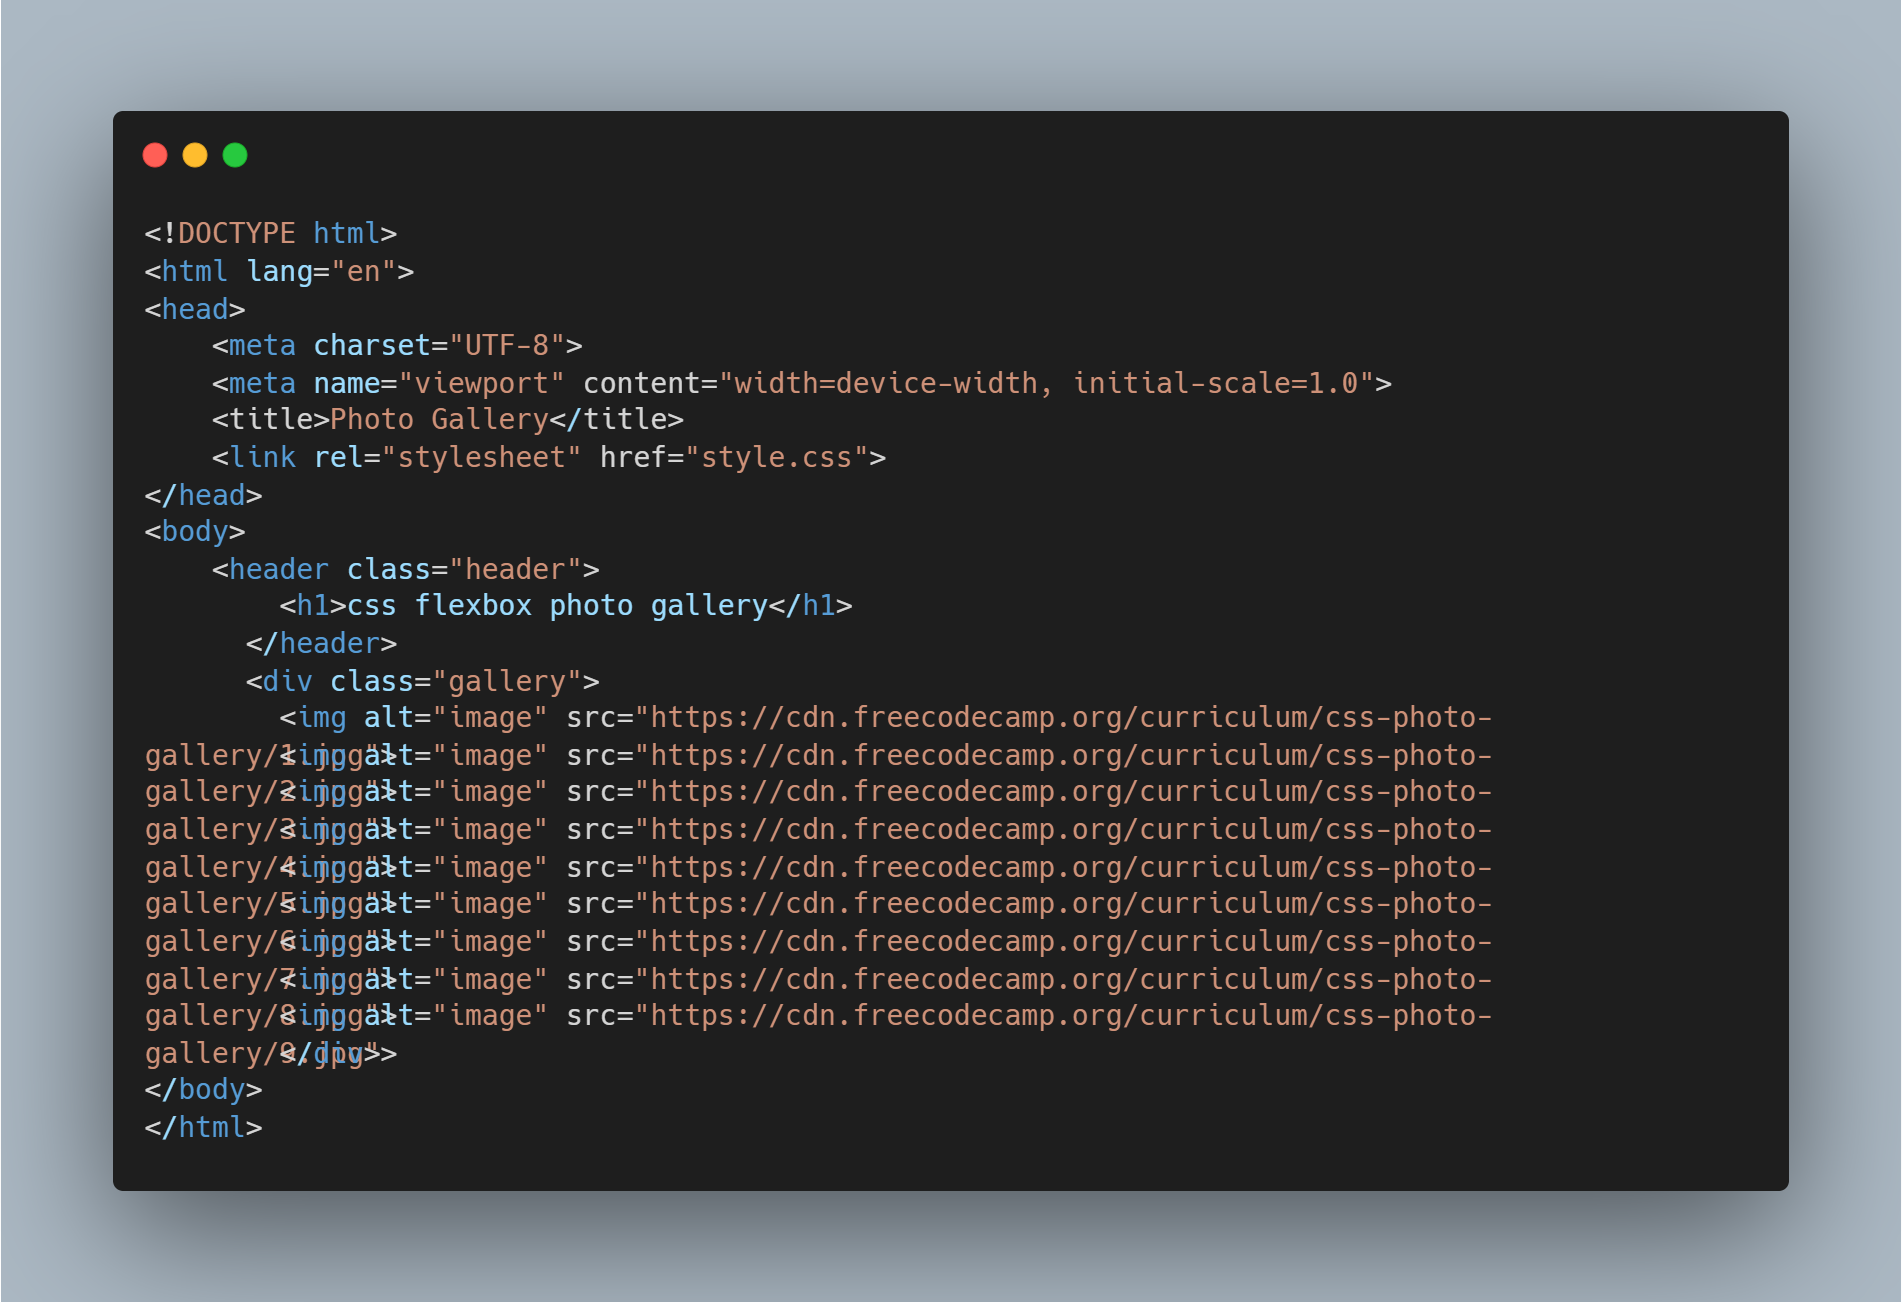 <!DOCTYPE html>
<html lang="en">
<head>
    <meta charset="UTF-8">
    <meta name="viewport" content="width=device-width, initial-scale=1.0">
    <title>Photo Gallery</title>
    <link rel="stylesheet" href="style.css">
</head>
<body>
    <header class="header">
        <h1>css flexbox photo gallery</h1>
      </header>
      <div class="gallery">
        <img alt="image" src="https://cdn.freecodecamp.org/curriculum/css-photo-
gallery/1.jpg">
        <img alt="image" src="https://cdn.freecodecamp.org/curriculum/css-photo-
gallery/2.jpg">
        <img alt="image" src="https://cdn.freecodecamp.org/curriculum/css-photo-
gallery/3.jpg">
        <img alt="image" src="https://cdn.freecodecamp.org/curriculum/css-photo-
gallery/4.jpg">
        <img alt="image" src="https://cdn.freecodecamp.org/curriculum/css-photo-
gallery/5.jpg">
        <img alt="image" src="https://cdn.freecodecamp.org/curriculum/css-photo-
gallery/6.jpg">
        <img alt="image" src="https://cdn.freecodecamp.org/curriculum/css-photo-
gallery/7.jpg">
        <img alt="image" src="https://cdn.freecodecamp.org/curriculum/css-photo-
gallery/8.jpg">
        <img alt="image" src="https://cdn.freecodecamp.org/curriculum/css-photo-
gallery/9.jpg">
        </div>
</body>
</html>